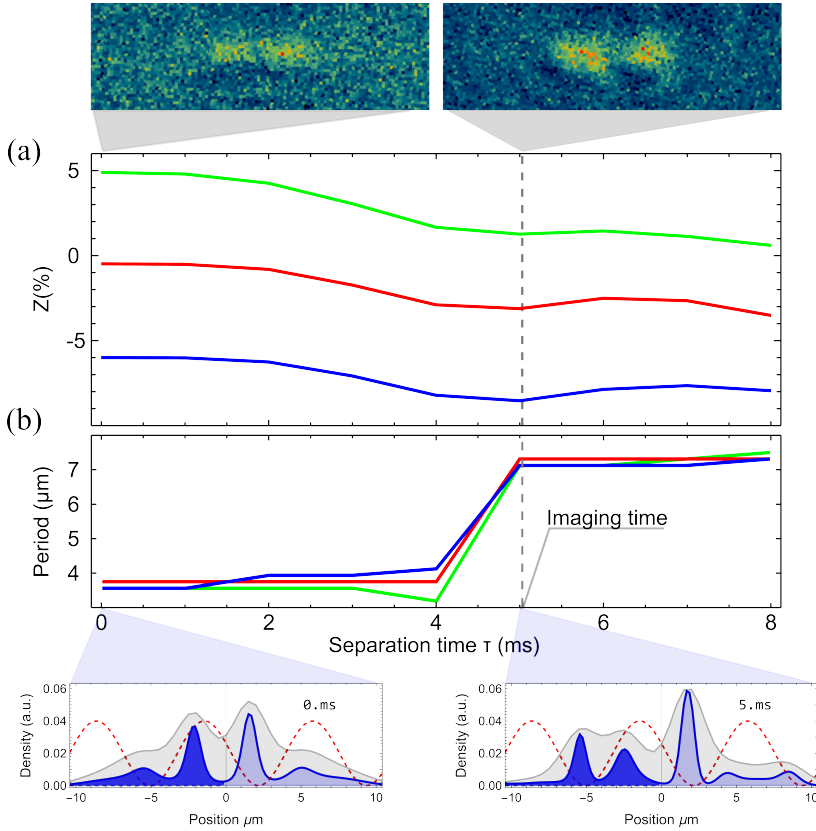 (a)
5
0
-5
Z(%)
(b)
7
6
5
4
Period (μm)
Imaging time
0 2 4 6 8
Separation time τ (ms)
0.06
0.04
0.02
0.00
Density (a.u.)
0.ms
−10 −5 0 5 10
Position μm
0.06
0.04
0.02
0.00
Density (a.u.)
5.ms
−10 −5 0 5 10
Position μm